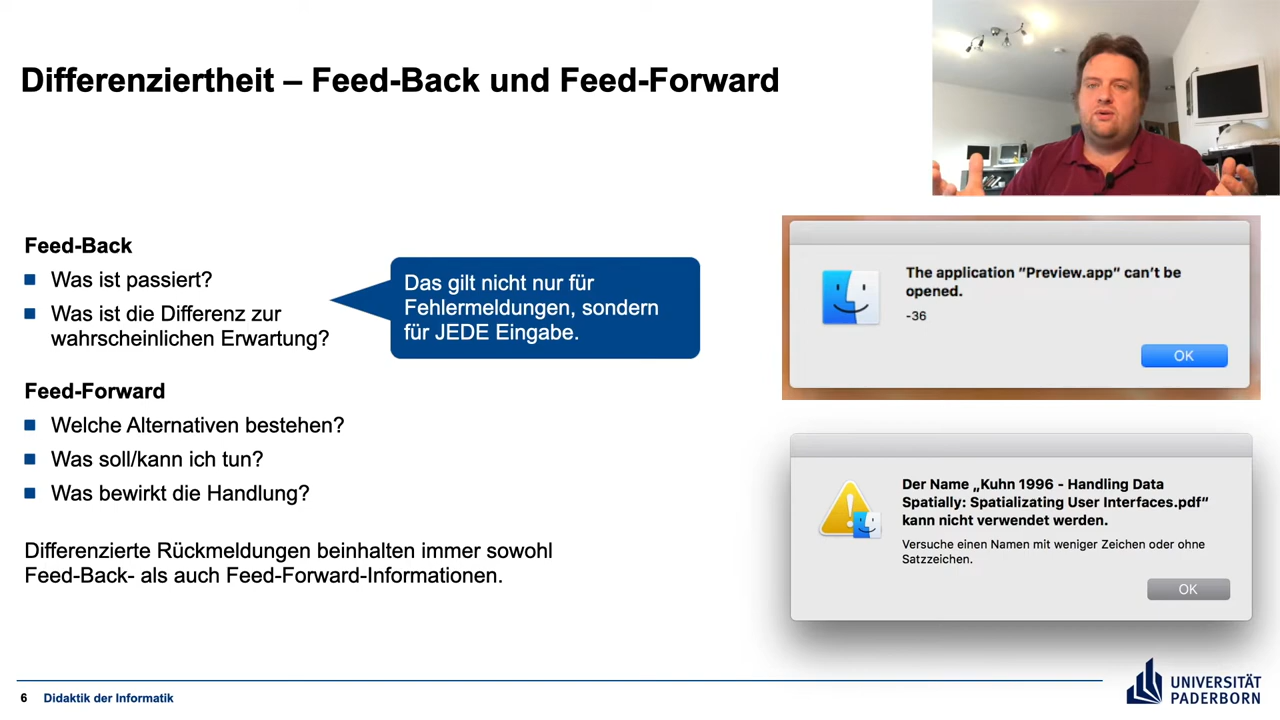 Differenziertheit – Feed-Back und Feed-Forward
Feed-Back
Was ist passiert?
Was ist die Differenz zur
wahrscheinlichen Erwartung?
Das gilt nicht nur für
Fehlermeldungen, sondern
für JEDE Eingabe.
Feed-Forward
Welche Alternativen bestehen?
Was soll/kann ich tun?
Was bewirkt die Handlung?
Differenzierte Rückmeldungen beinhalten immer sowohl
Feed-Back- als auch Feed-Forward-Informationen.
The application “Preview.app” can’t be
opened.
-36
OK
Der Name „Kuhn 1996 - Handling Data
Spatially: Spatializating User Interfaces.pdf“
kann nicht verwendet werden.
Versuche einen Namen mit weniger Zeichen oder ohne
Satzzeichen.
OK
6 Didaktik der Informatik
UNIVERSITÄT
PADERBORN